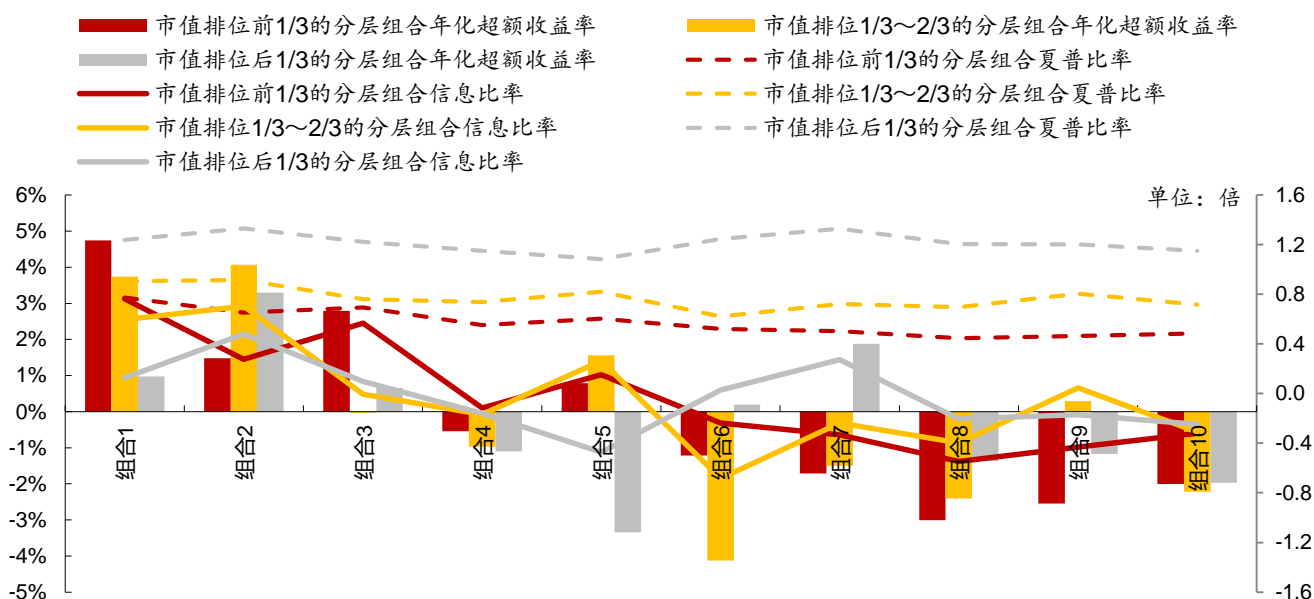 市值排位前1/3的分层组合年化超额收益率
市值排位1/3～2/3的分层组合年化超额收益率
市值排位后1/3的分层组合年化超额收益率
市值排位前1/3的分层组合夏普比率
市值排位前1/3的分层组合信息比率
市值排位1/3～2/3的分层组合夏普比率
市值排位1/3～2/3的分层组合信息比率
市值排位后1/3的分层组合夏普比率
市值排位后1/3的分层组合信息比率
单位：倍
6%
5%
4%
3%
2%
1%
0%
-1%
-2%
-3%
-4%
-5%
1.6
1.2
0.8
0.4
0.0
-0.4
-0.8
-1.2
-1.6
组合1
组合2
组合3
组合4
组合5
组合6
组合7
组合8
组合9
组合10